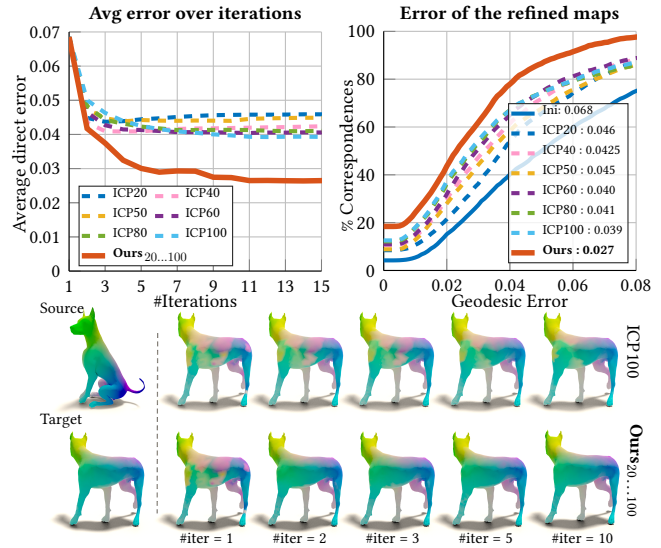 Avg error over iterations
Error of the refined maps
Average direct error
0.07
0.06
0.05
0.04
0.03
0.02
0.01
0
ICP20
ICP40
ICP50
ICP60
ICP80
ICP100
Ours20...100
1 3 5 7 9 11 13 15
#Iterations
% Correspondences
100
80
60
40
20
0
Ini: 0.068
ICP20 : 0.046
ICP40 : 0.0425
ICP50 : 0.045
ICP60 : 0.040
ICP80 : 0.041
ICP100 : 0.039
Ours : 0.027
0 0.02 0.04 0.06 0.08
Geodesic Error
Source
ICP100
Target
Ours20...100
#iter = 1 #iter = 2 #iter = 3 #iter = 5 #iter = 10